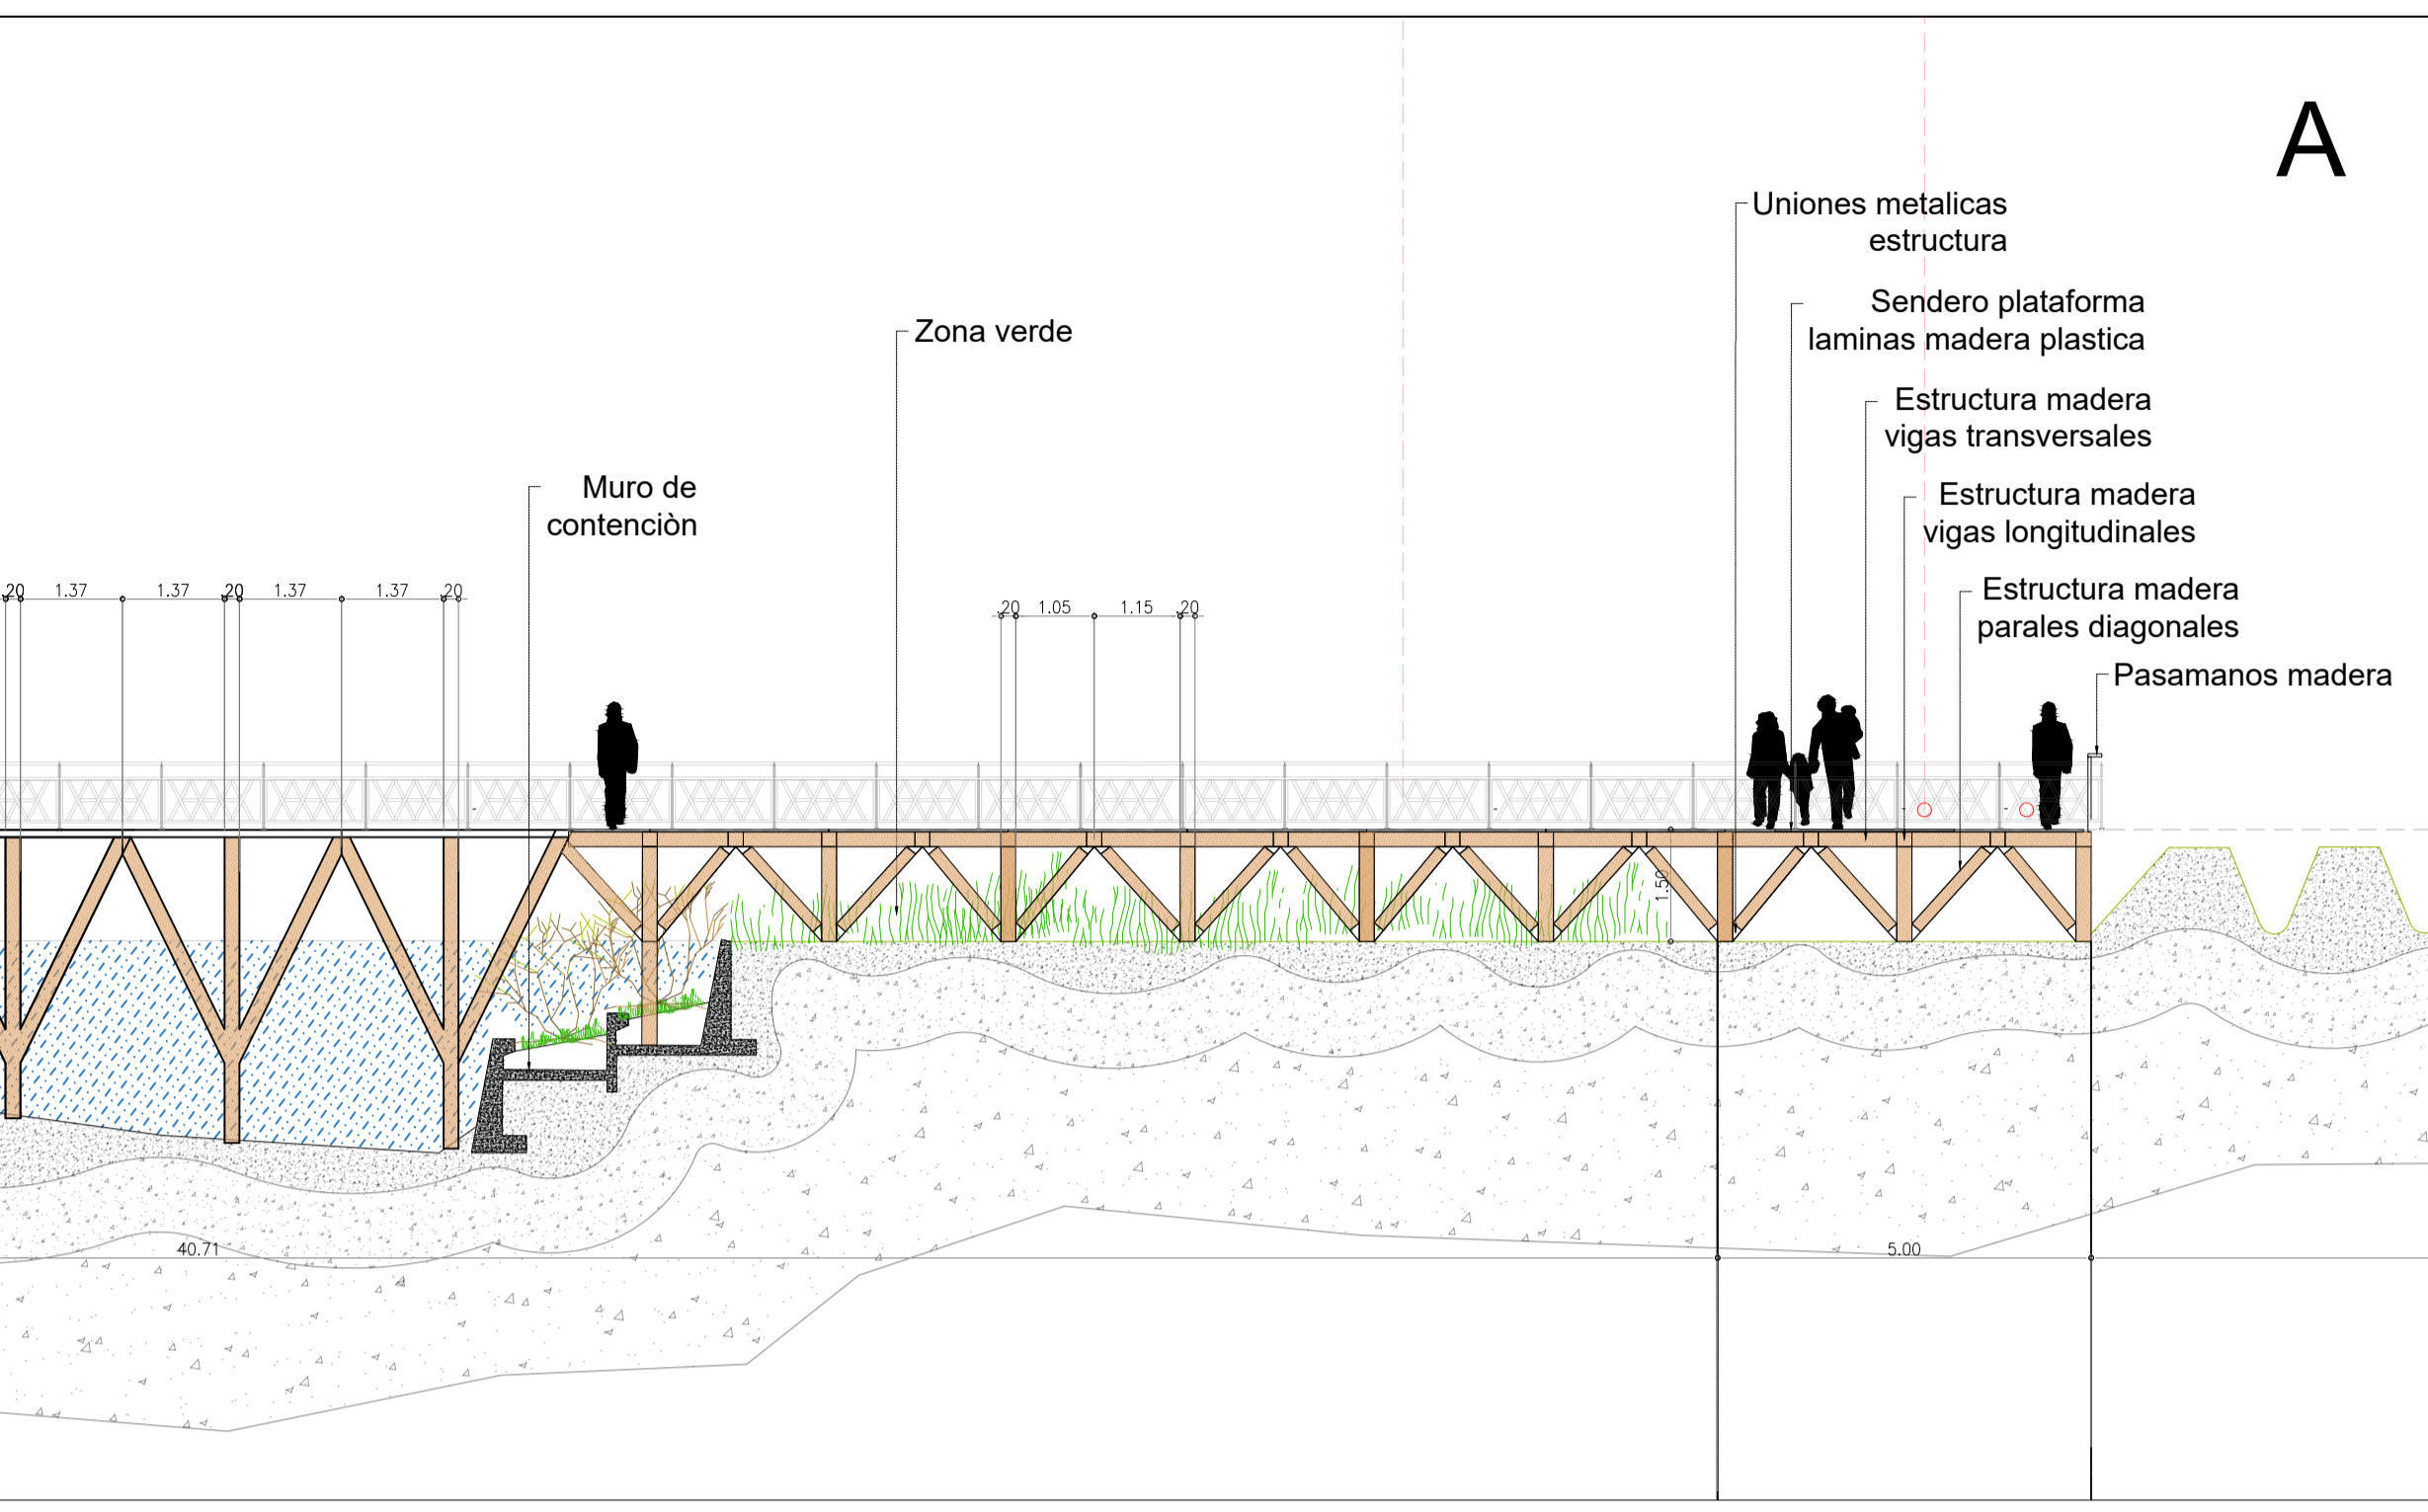 A
Uniones metalicas
estructura
Sendero plataforma
laminas madera plastica
Zona verde
Estructura madera
vigas transversales
Muro de
contenciòn
Estructura madera
vigas longitudinales
Estructura madera
parales diagonales
Pasamanos madera
.20 1.37 1.37 .20 1.37 1.37 .20
.20 1.05 1.15 .20
1.50
40.71
5.00